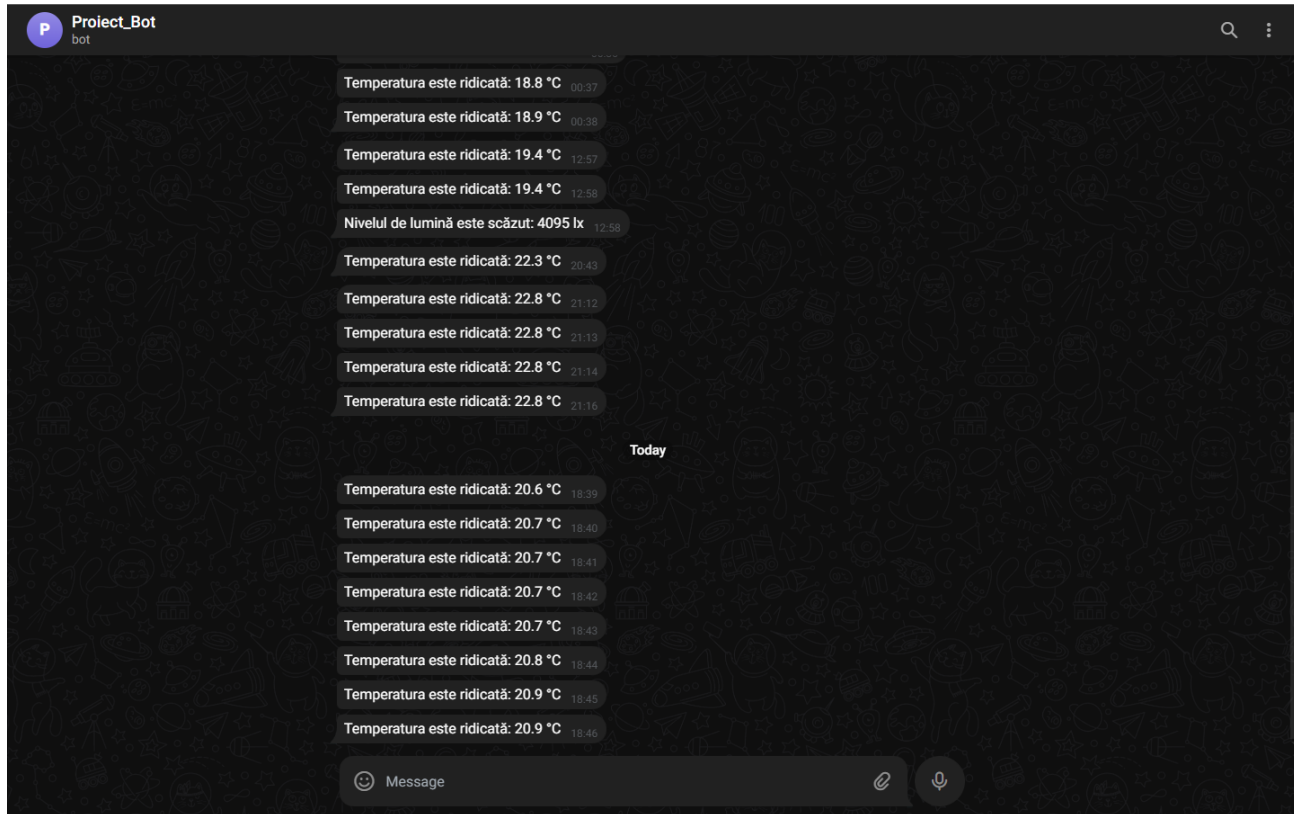 P
Proiect_Bot
bot
Temperatura este ridicată: 18.8 °C 00:37
Temperatura este ridicată: 18.9 °C 00:38
Temperatura este ridicată: 19.4 °C 12:57
Temperatura este ridicată: 19.4 °C 12:58
Nivelul de lumină este scăzut: 4095 lx 12:58
Temperatura este ridicată: 22.3 °C 20:43
Temperatura este ridicată: 22.8 °C 21:12
Temperatura este ridicată: 22.8 °C 21:13
Temperatura este ridicată: 22.8 °C 21:14
Temperatura este ridicată: 22.8 °C 21:16
Today
Temperatura este ridicată: 20.6 °C 18:39
Temperatura este ridicată: 20.7 °C 18:40
Temperatura este ridicată: 20.7 °C 18:41
Temperatura este ridicată: 20.7 °C 18:42
Temperatura este ridicată: 20.7 °C 18:43
Temperatura este ridicată: 20.8 °C 18:44
Temperatura este ridicată: 20.9 °C 18:45
Temperatura este ridicată: 20.9 °C 18:46
Message